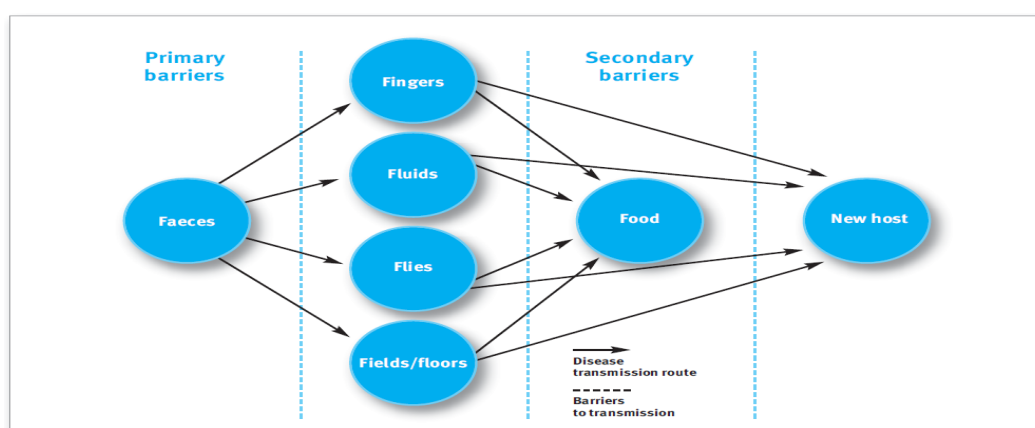 Primary
barriers
Secondary
barriers
Fingers
Fluids
Faeces
Food
New host
Flies
Fields/floors
Disease
transmission route
Barriers
to transmission